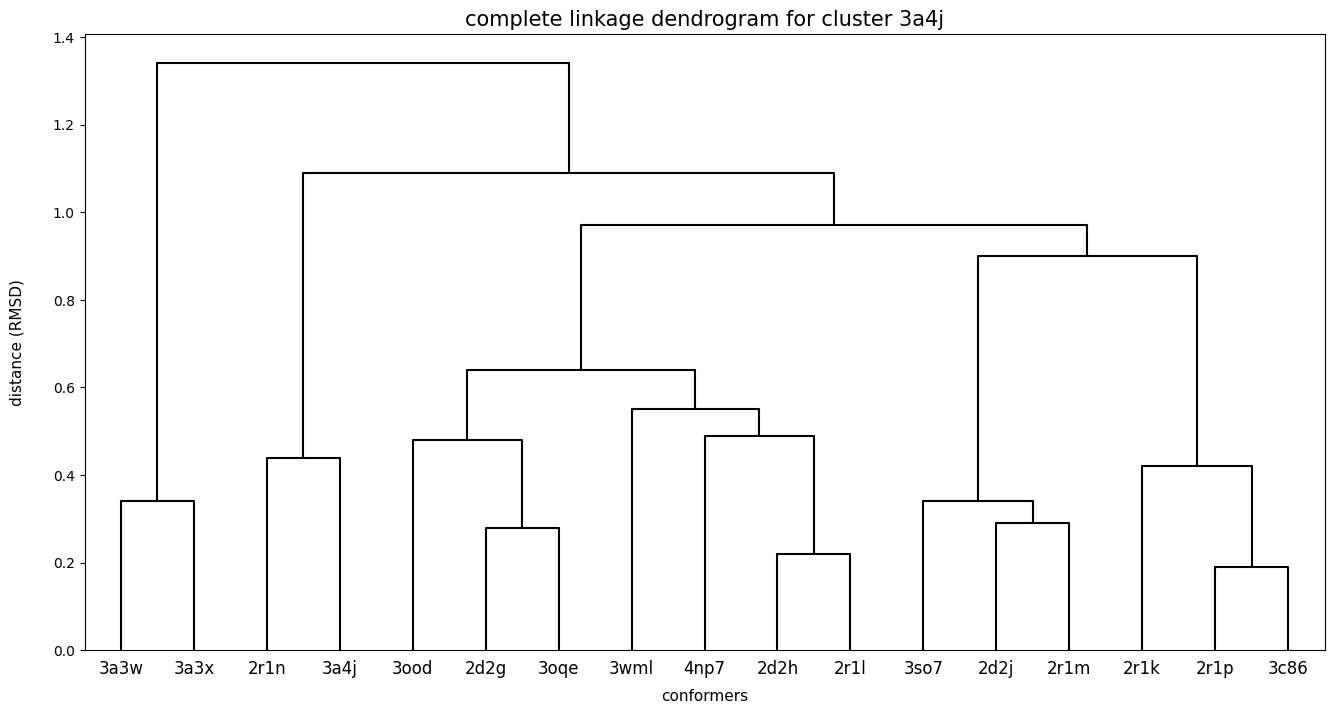 complete linkage dendrogram for cluster 3a4j
1.4
1.2
1.0
0.8
0.6
0.4
0.2
0.0
distance (RMSD)
3a3w 3a3x 2r1n 3a4j 3ood 2d2g 3oqe 3wml 4np7 2d2h 2r1l 3so7 2d2j 2r1m 2r1k 2r1p 3c86
conformers